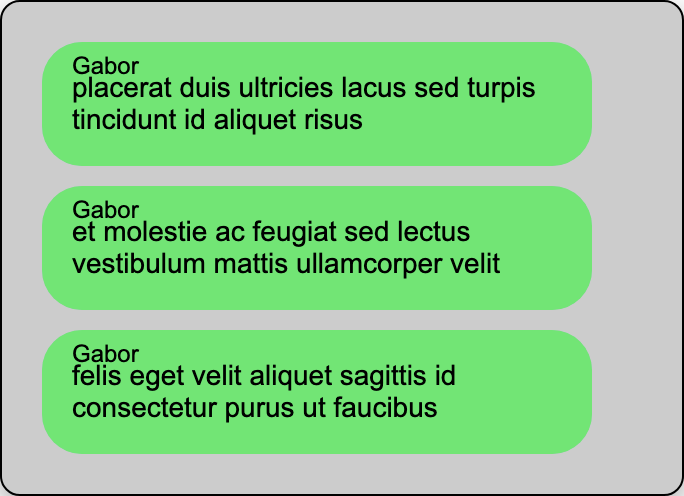 Gabor
placerat duis ultricies lacus sed turpis
tincidunt id aliquet risus
Gabor
et molestie ac feugiat sed lectus
vestibulum mattis ullamcorper velit
Gabor
felis eget velit aliquet sagittis id
consectetur purus ut faucibus